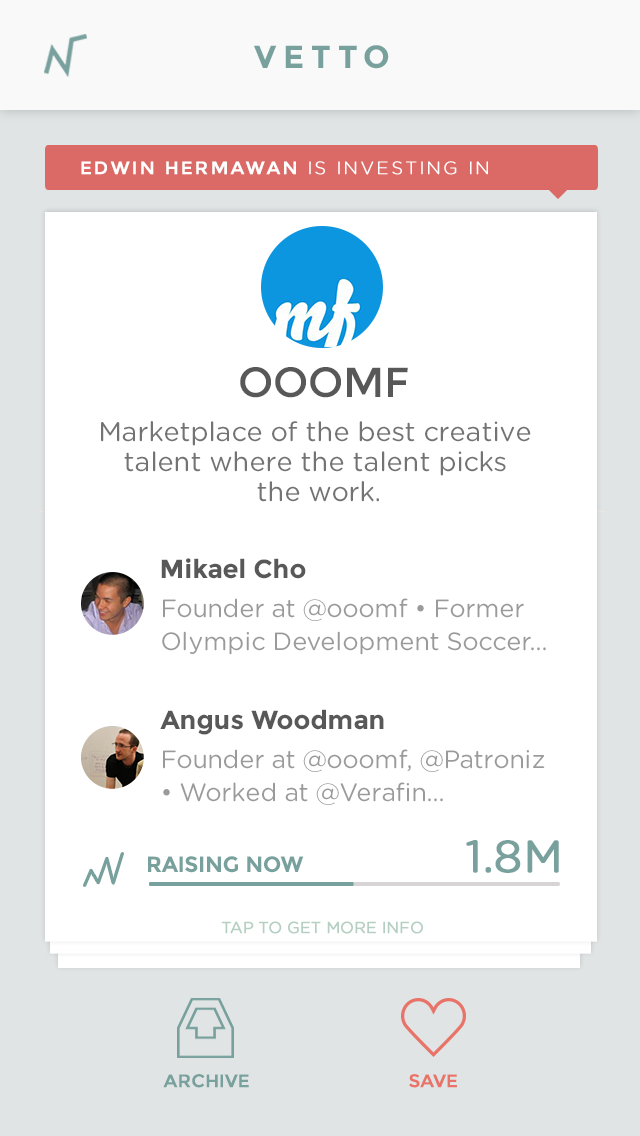 VETTO
EDWIN HERMAWAN IS INVESTING IN
mf
OOOMF
Marketplace of the best creative
talent where the talent picks
the work.
Mikael Cho
Founder at @ooomf • Former
Olympic Development Soccer...
Angus Woodman
Founder at @ooomf, @Patroniz
• Worked at @Verafin...
RAISING NOW 1.8M
TAP TO GET MORE INFO
ARCHIVE SAVE